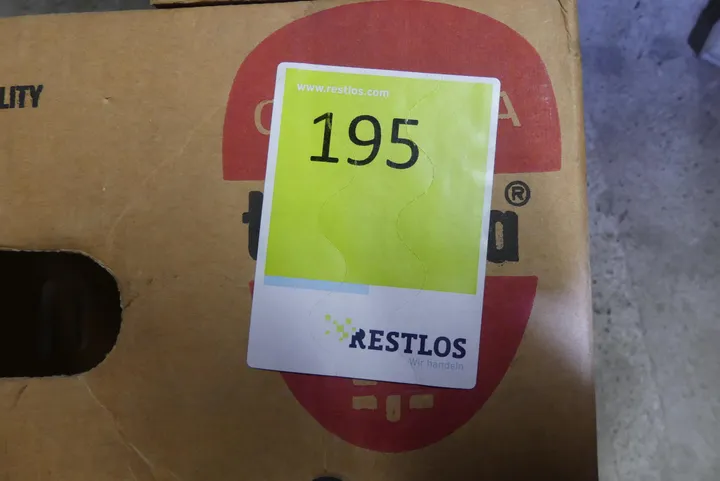 LITY
www.restlos.com
195
®
RESTLOS
Wir handeln